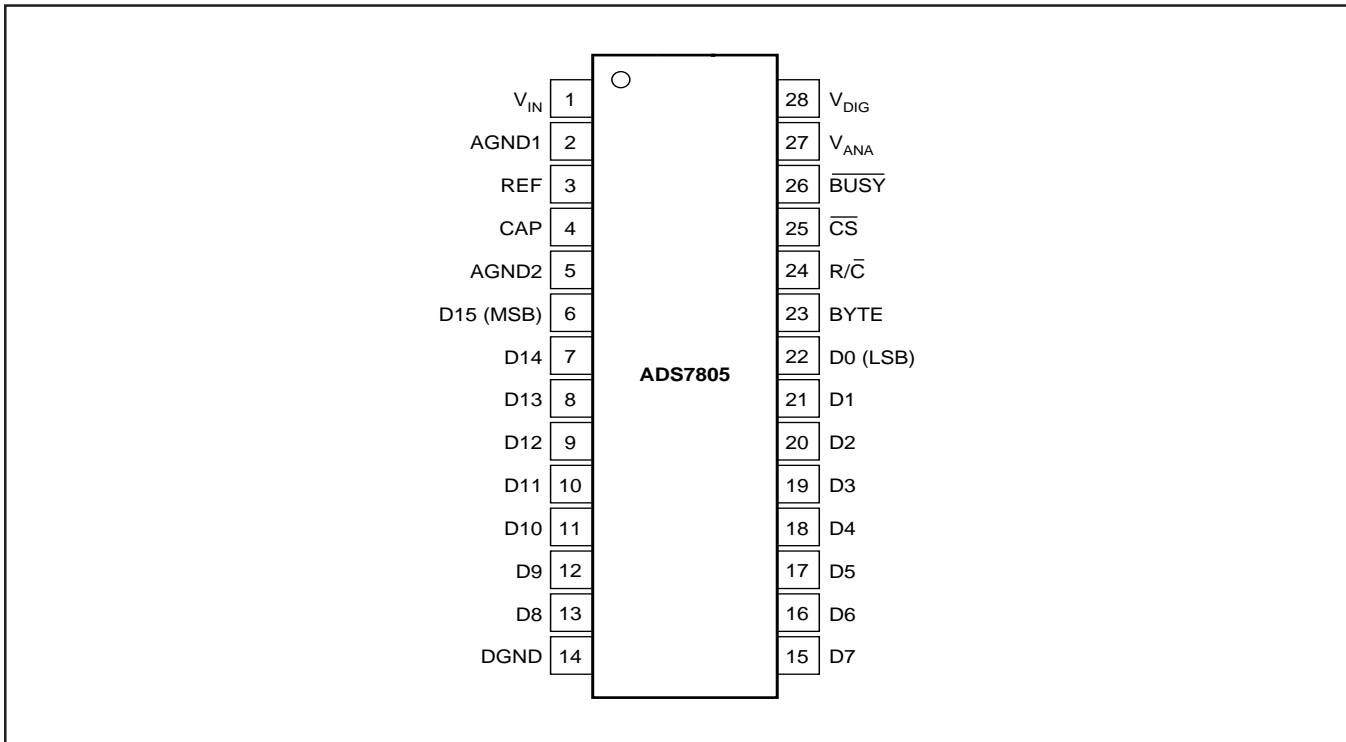 V_IN 1
AGND1 2
REF 3
CAP 4
AGND2 5
D15 (MSB) 6
D14 7
D13 8
D12 9
D11 10
D10 11
D9 12
D8 13
DGND 14
ADS7805
28 V_DIG
27 V_ANA
26 B̅U̅S̅Y̅
25 C̅S̅
24 R/C̅
23 BYTE
22 D0 (LSB)
21 D1
20 D2
19 D3
18 D4
17 D5
16 D6
15 D7